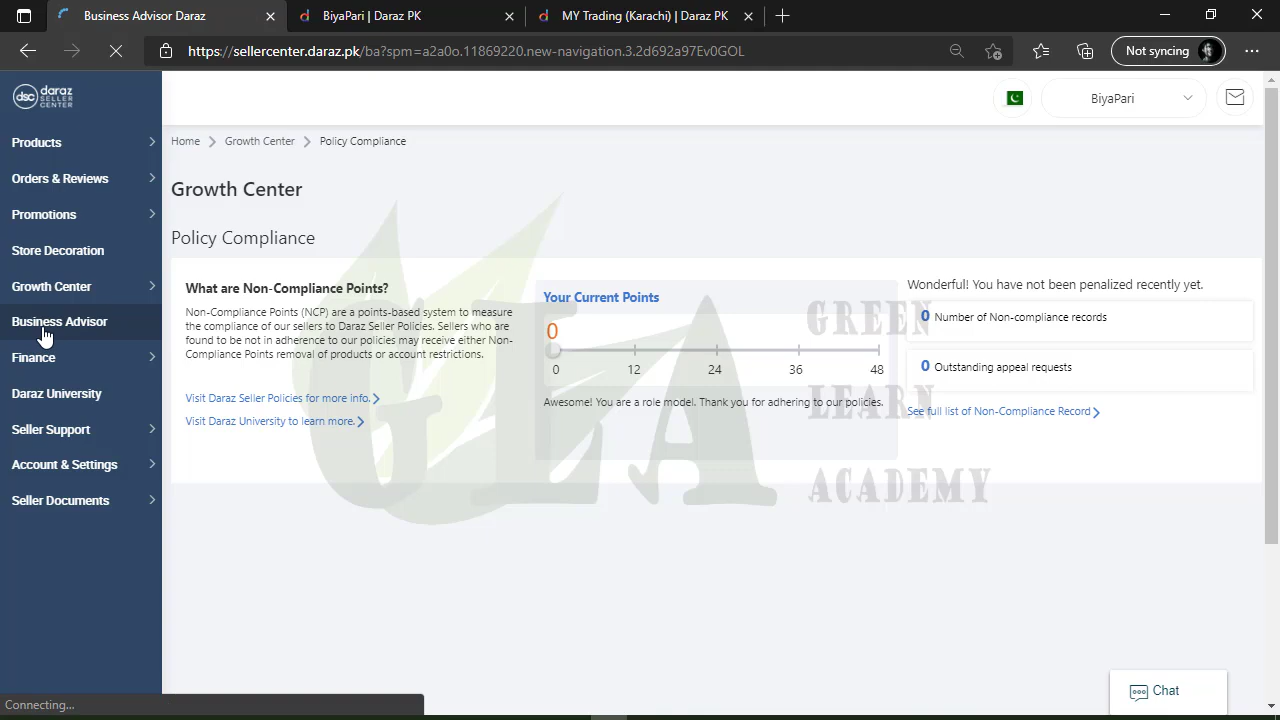 Business Advisor Daraz
BiyaPari | Daraz PK
MY Trading (Karachi) | Daraz PK
https://sellercenter.daraz.pk/ba?spm=a2a0o.11869220.new-navigation.3.2d692a97Ev0GOL
Not syncing
dsc daraz
SELLER
CENTER
BiyaPari
Products
Orders & Reviews
Promotions
Store Decoration
Growth Center
Business Advisor
Finance
Daraz University
Seller Support
Account & Settings
Seller Documents
Home > Growth Center > Policy Compliance
Growth Center
Policy Compliance
What are Non-Compliance Points?
Non-Compliance Points (NCP) are a points-based system to measure
the compliance of our sellers to Daraz Seller Policies. Sellers who are
found to be not in adherence to our policies may receive either Non-
Compliance Points removal of products or account restrictions.
Visit Daraz Seller Policies for more info. >
Visit Daraz University to learn more. >
Your Current Points
0
0 12 24 36 48
Awesome! You are a role model. Thank you for adhering to our policies.
Wonderful! You have not been penalized recently yet.
0 Number of Non-compliance records
0 Outstanding appeal requests
See full list of Non-Compliance Record >
GLA
GREEN
LEARN
ACADEMY
Chat
Connecting...